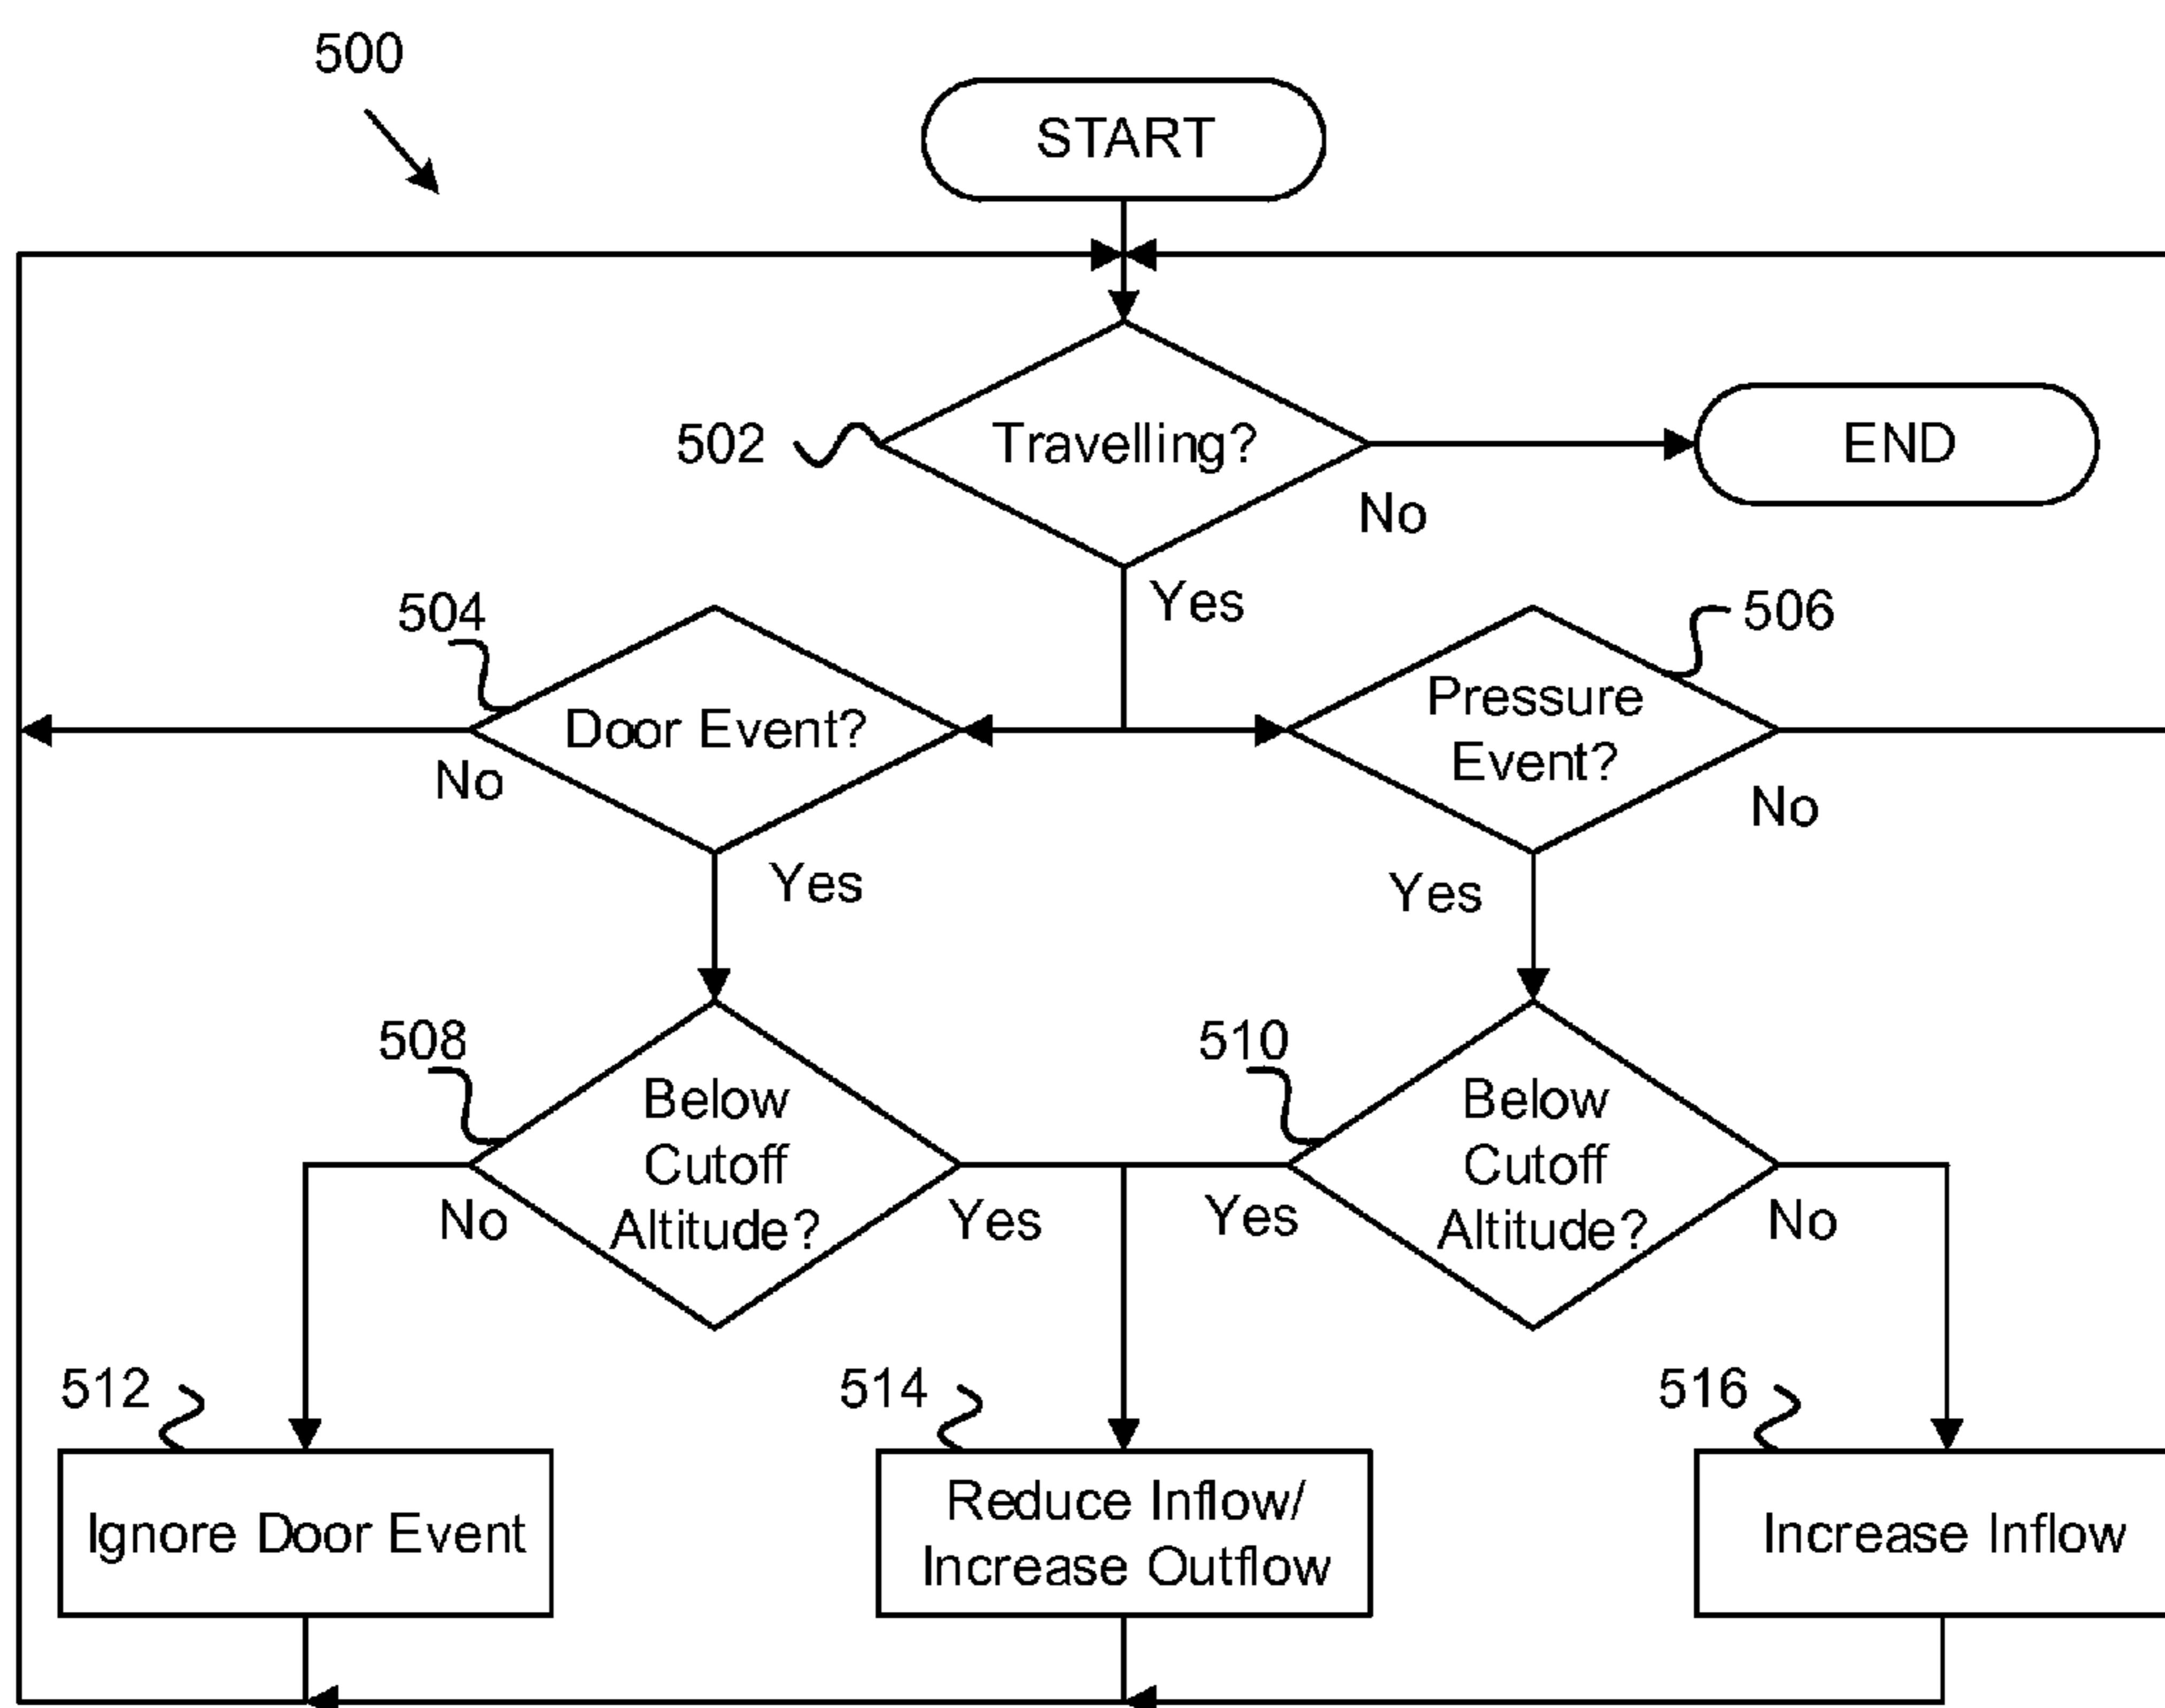 500
START
502
Travelling?
END
No
Yes
504
506
Door Event?
Pressure
Event?
No
No
Yes
Yes
508
510
Below
Cutoff
Altitude?
Below
Cutoff
Altitude?
No
Yes
Yes
No
512
514
516
Ignore Door Event
Reduce Inflow/
Increase Outflow
Increase Inflow